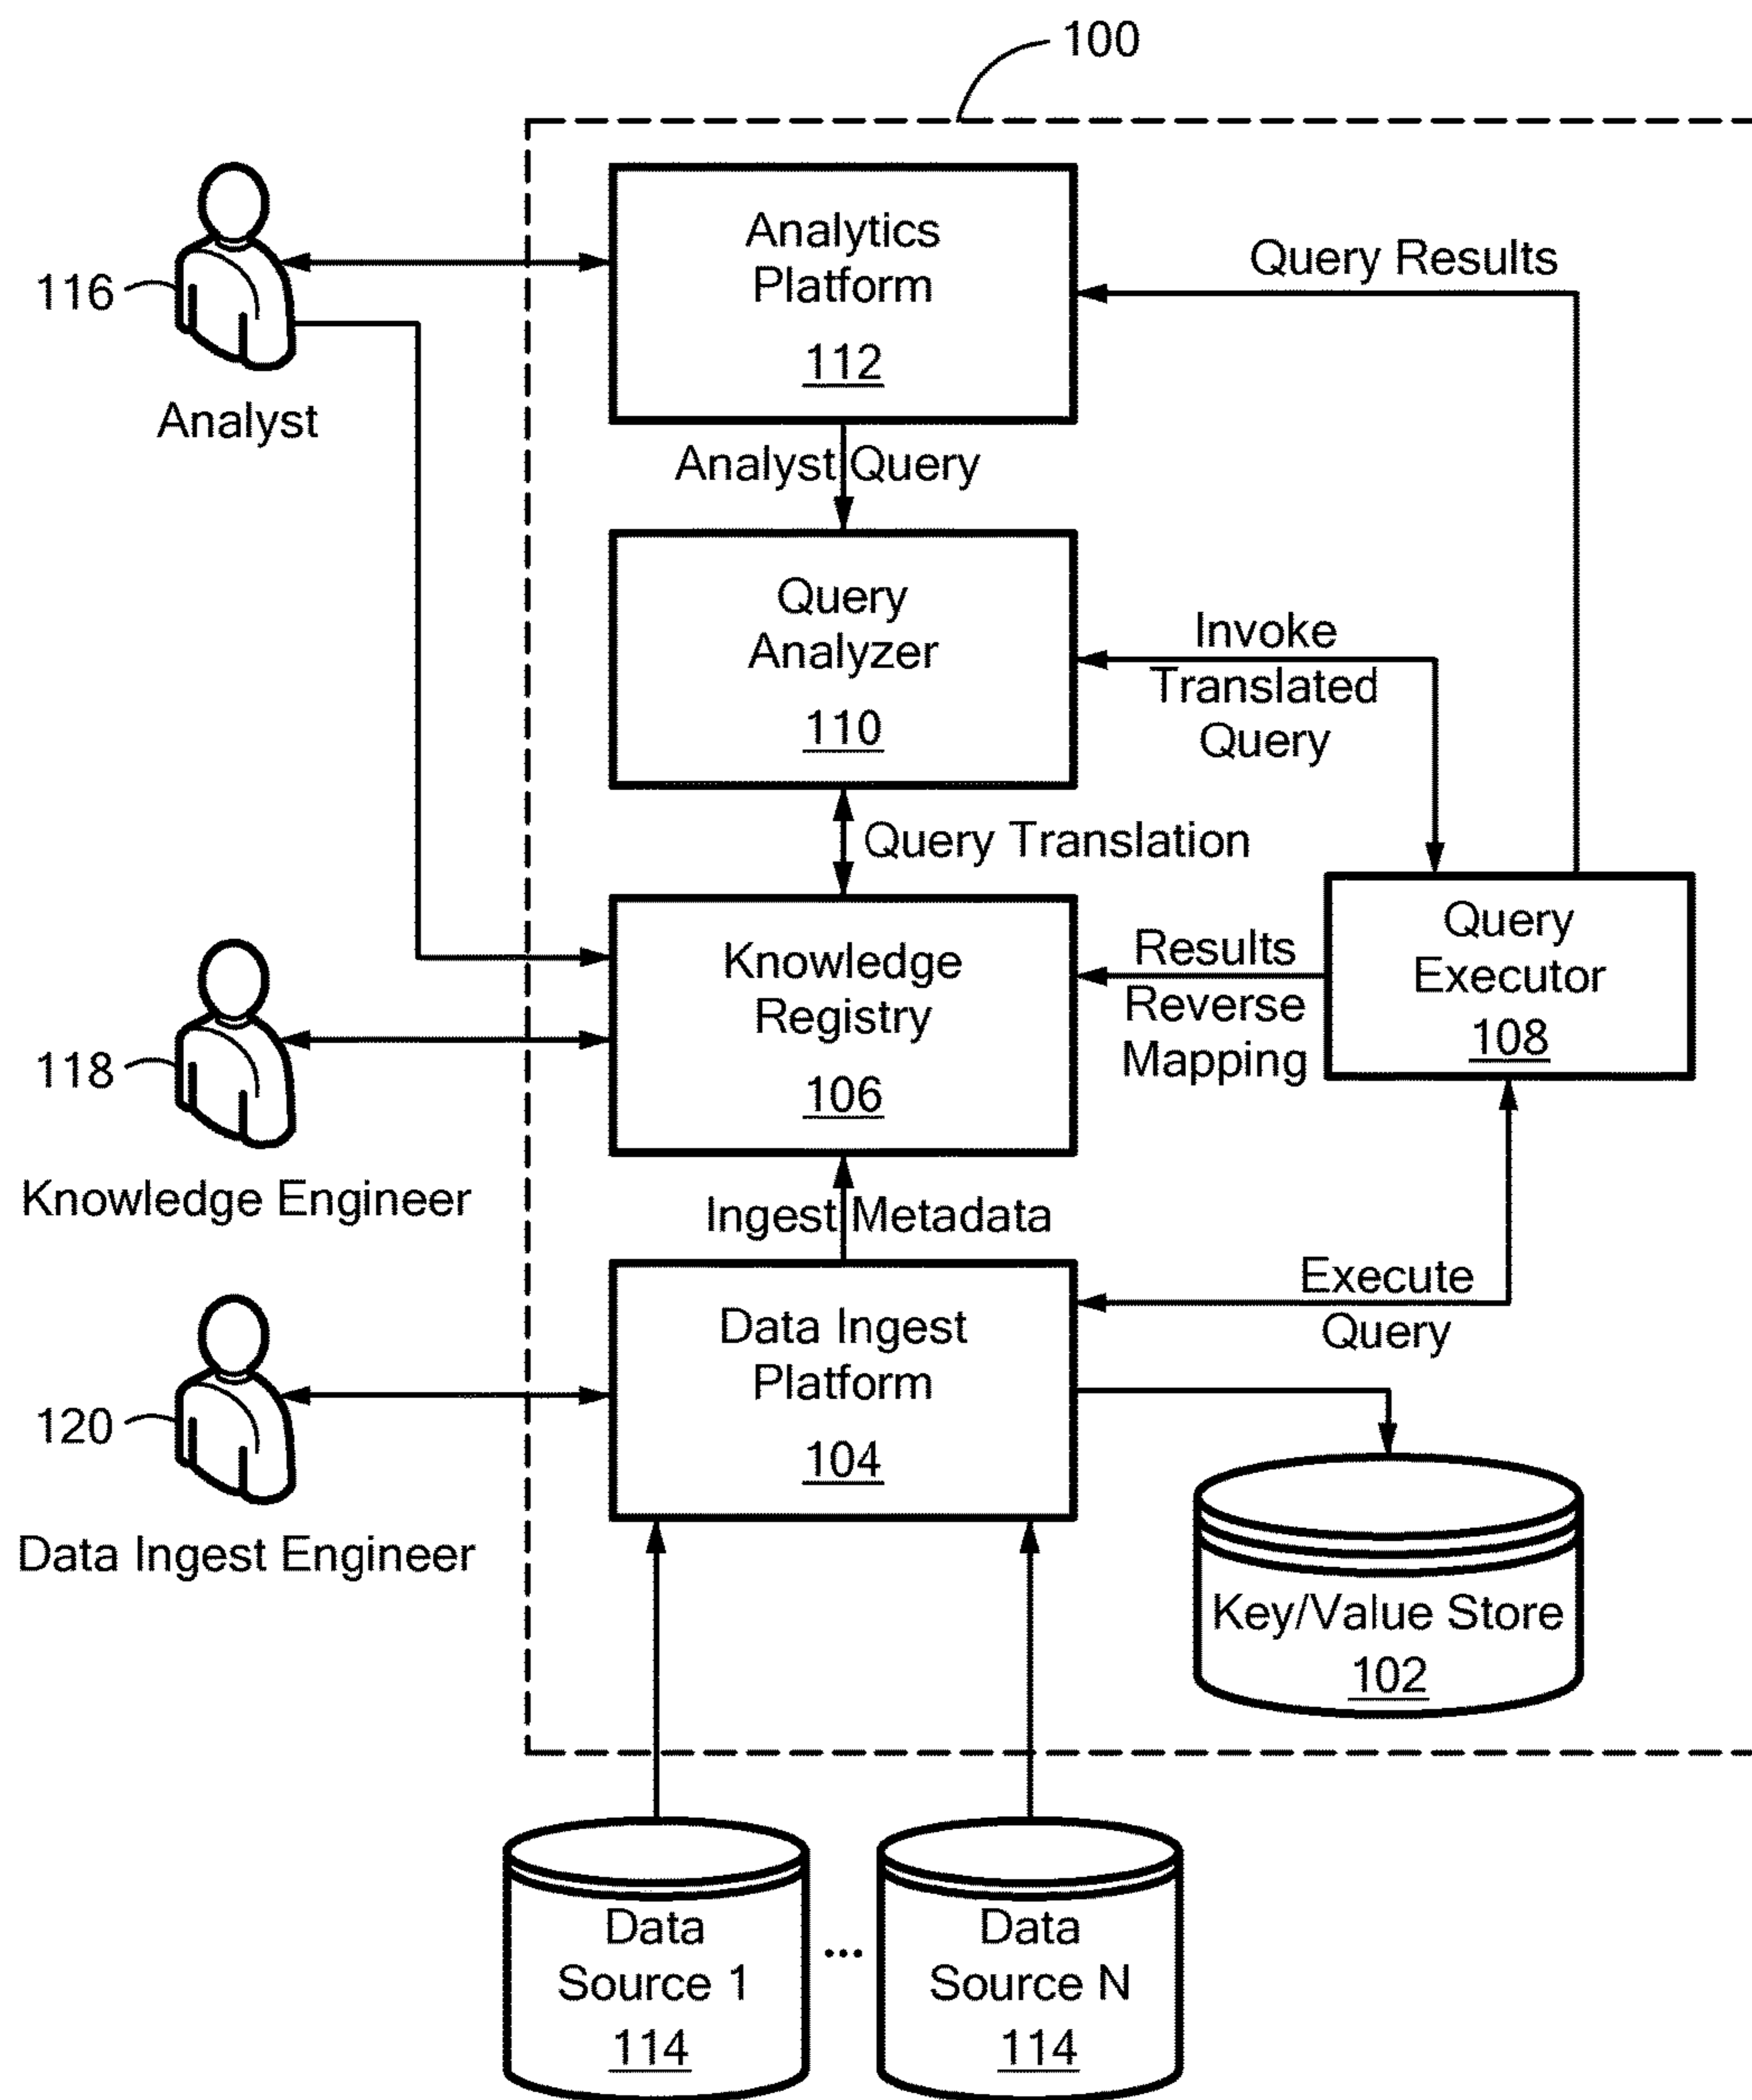 100
Analytics
Platform
112
Query Results
116
Analyst
Analyst Query
Query
Analyzer
110
Invoke
Translated
Query
Query Translation
Knowledge
Registry
106
Results
Reverse
Mapping
Query
Executor
108
118
Knowledge Engineer
Ingest Metadata
Execute
Query
Data Ingest
Platform
104
120
Data Ingest Engineer
Key/Value Store
102
Data
Source 1
114
...
Data
Source N
114